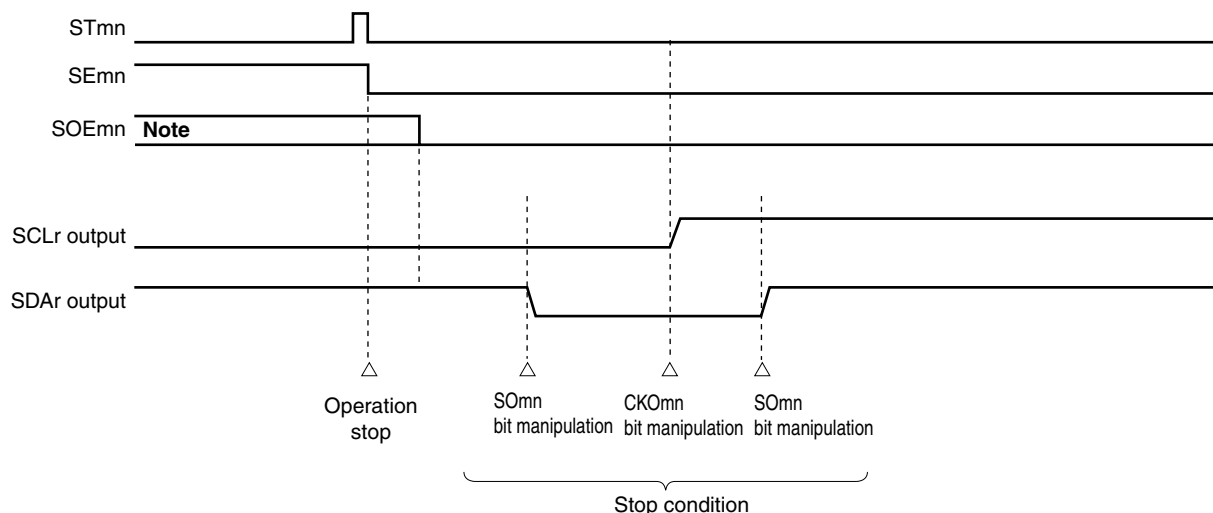 STmn
SEmn
SOEmn Note
SCLr output
SDAr output
Operation
stop
SOmn
bit manipulation
CKOmn
bit manipulation
SOmn
bit manipulation
Stop condition